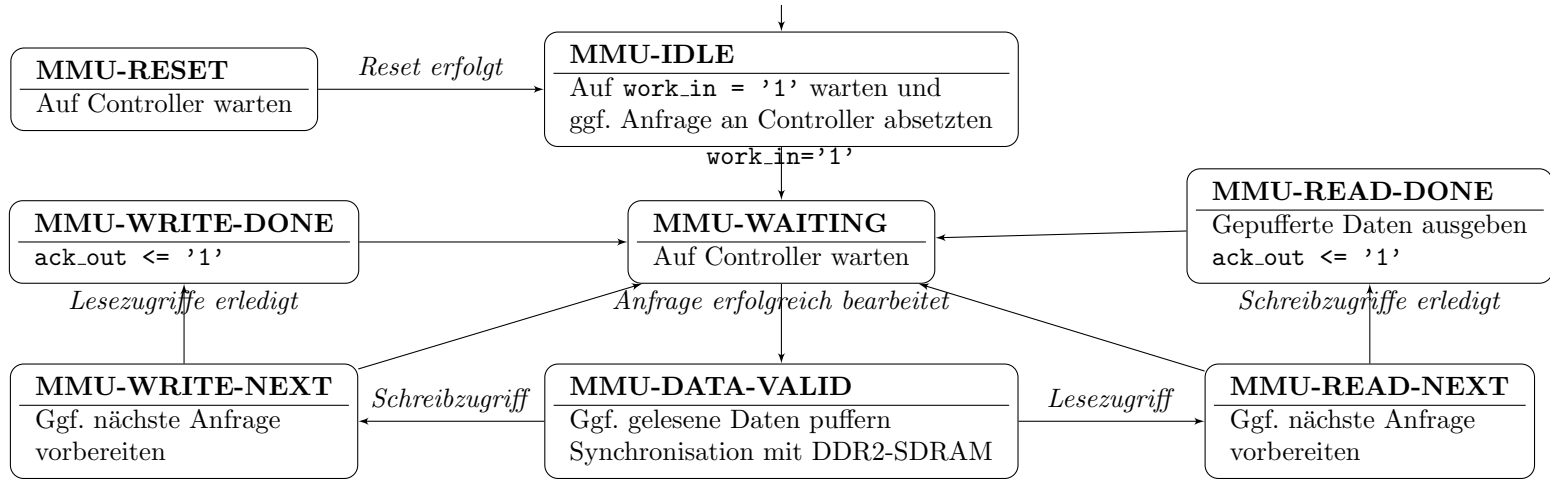 MMU-RESET
Auf Controller warten
Reset erfolgt
MMU-IDLE
Auf work_in = '1' warten und
ggf. Anfrage an Controller absetzten
work_in='1'
MMU-WRITE-DONE
ack_out <= '1'
MMU-WAITING
Auf Controller warten
MMU-READ-DONE
Gepufferte Daten ausgeben
ack_out <= '1'
Lesezugriffe erledigt
Anfrage erfolgreich bearbeitet
Schreibzugriffe erledigt
MMU-WRITE-NEXT
Ggf. nächste Anfrage
vorbereiten
Schreibzugriff
MMU-DATA-VALID
Ggf. gelesene Daten puffern
Synchronisation mit DDR2-SDRAM
Lesezugriff
MMU-READ-NEXT
Ggf. nächste Anfrage
vorbereiten